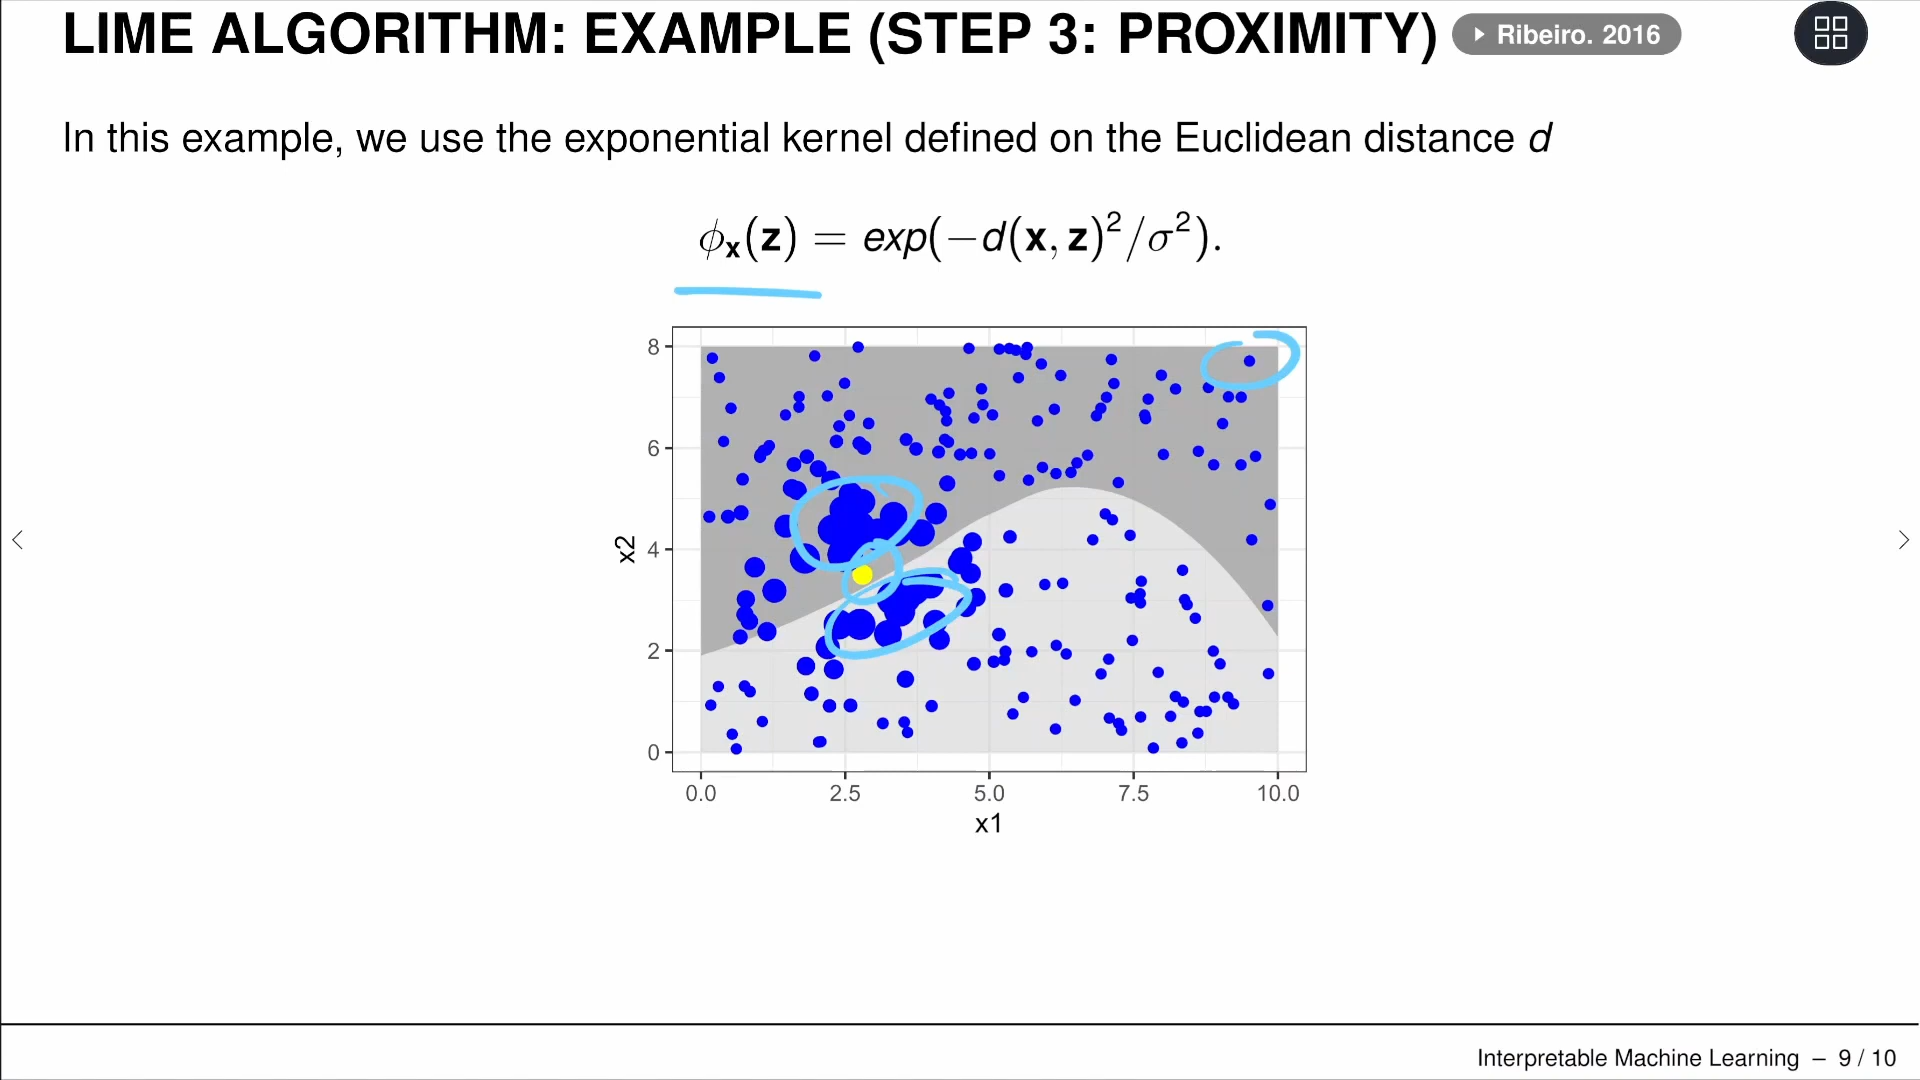 LIME ALGORITHM: EXAMPLE (STEP 3: PROXIMITY) ▸ Ribeiro. 2016
In this example, we use the exponential kernel defined on the Euclidean distance d
ϕₓ(z) = exp(−d(x, z)²/σ²).
8
6
4
2
0
x2
0.0 2.5 5.0 7.5 10.0
x1
Interpretable Machine Learning – 9 / 10